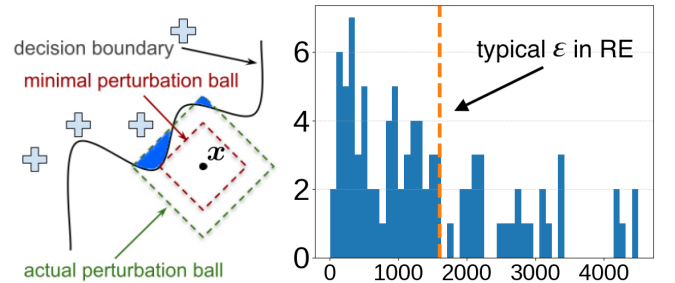 decision boundary
minimal perturbation ball
x
actual perturbation ball
6
4
2
0
typical ε in RE
0 1000 2000 3000 4000